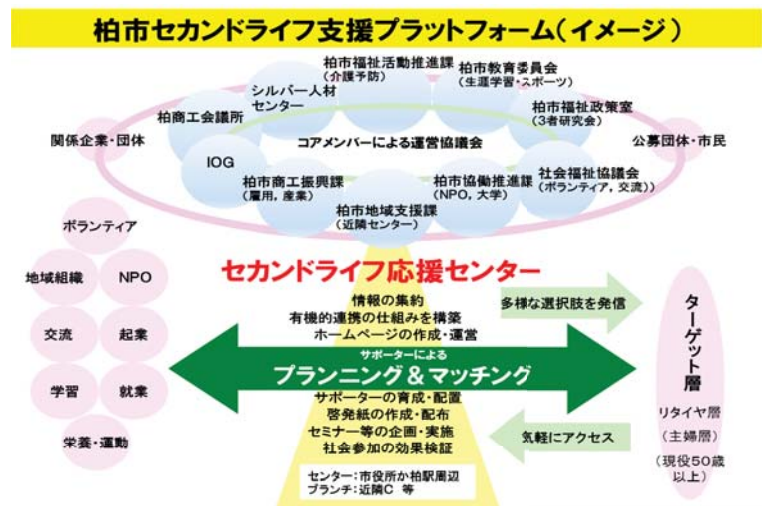 柏市セカンドライフ支援プラットフォーム(イメージ)
柏市福祉活動推進課
(介護予防)
柏市教育委員会
(生涯学習・スポーツ)
シルバー人材
センター
柏商工会議所
柏市福祉政策室
(3者研究会)
関係企業・団体
コアメンバーによる運営協議会
公募団体・市民
IOG
柏市商工振興課
(雇用,産業)
柏市地域支援課
(近隣センター)
柏市協働推進課
(NPO,大学)
社会福祉協議会
(ボランティア,交流))
ボランティア
地域組織
NPO
交流
起業
学習
就業
栄養・運動
セカンドライフ応援センター
情報の集約
有機的連携の仕組みを構築
ホームページの作成・運営
サポーターによる
プランニング&マッチング
サポーターの育成・配置
啓発紙の作成・配布
セミナー等の企画・実施
社会参加の効果検証
センター:市役所か柏駅周辺
ブランチ:近隣C 等
多様な選択肢を発信
気軽にアクセス
ターゲット層
リタイヤ層
(主婦層)
(現役50歳
以上)